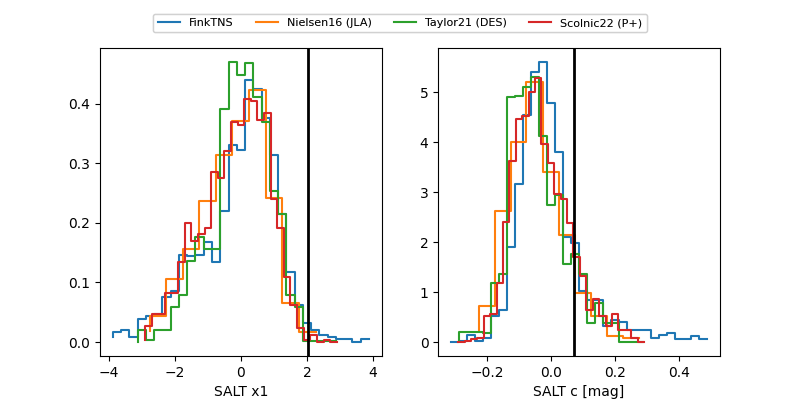 FinkTNS Nielsen16 (JLA) Taylor21 (DES) Scolnic22 (P+)
0.4
0.3
0.2
0.1
0.0
−4 −2 0 2 4
SALT x1
5
4
3
2
1
0
−0.2 0.0 0.2 0.4
SALT c [mag]